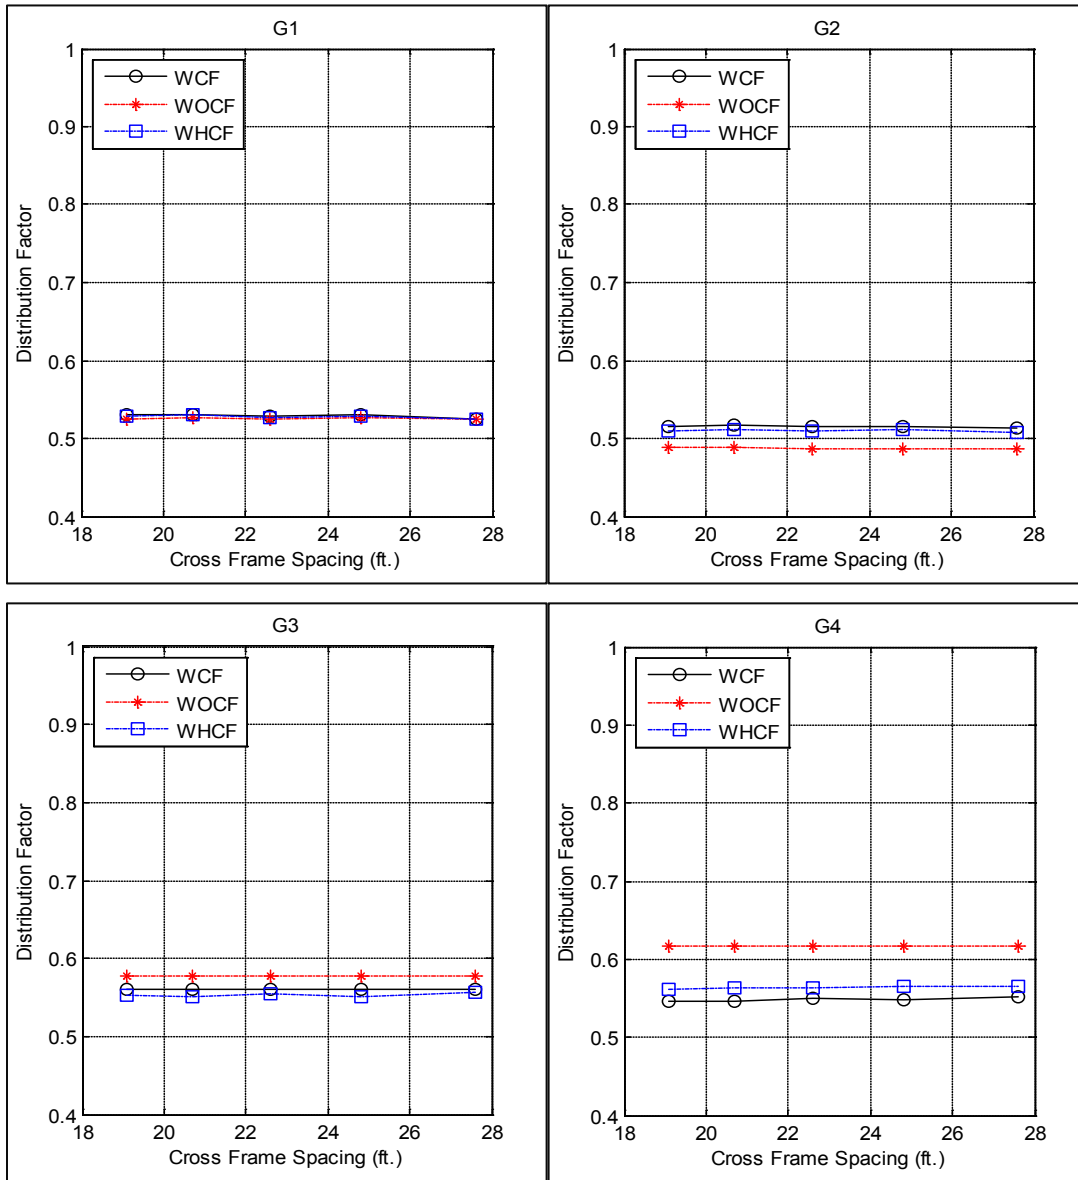 G1
1
0.9
0.8
0.7
0.6
0.5
0.4
Distribution Factor
WCF
WOCF
WHCF
18 20 22 24 26 28
Cross Frame Spacing (ft.)
G2
1
0.9
0.8
0.7
0.6
0.5
0.4
Distribution Factor
WCF
WOCF
WHCF
18 20 22 24 26 28
Cross Frame Spacing (ft.)
G3
1
0.9
0.8
0.7
0.6
0.5
0.4
Distribution Factor
WCF
WOCF
WHCF
18 20 22 24 26 28
Cross Frame Spacing (ft.)
G4
1
0.9
0.8
0.7
0.6
0.5
0.4
Distribution Factor
WCF
WOCF
WHCF
18 20 22 24 26 28
Cross Frame Spacing (ft.)